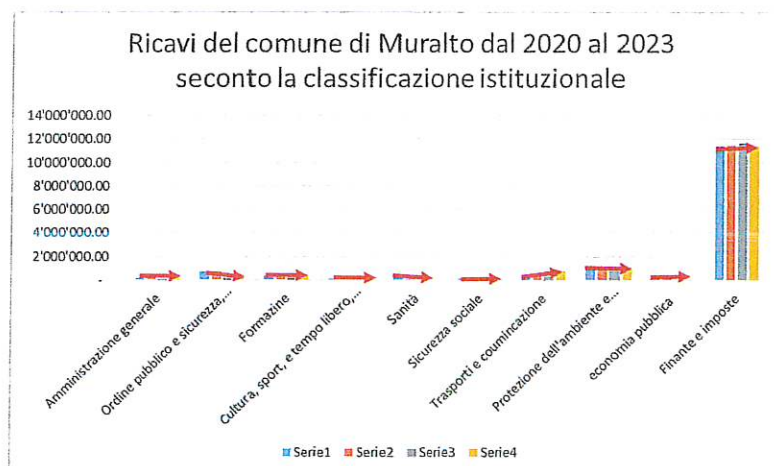 Ricavi del comune di Muralto dal 2020 al 2023
seconto la classificazione istituzionale
14'000'000.00
12'000'000.00
10'000'000.00
8'000'000.00
6'000'000.00
4'000'000.00
2'000'000.00
-
Amministrazione generale
Ordine pubblico e sicurezza,...
Formazine
Cultura, sport, e tempo libero,...
Sanità
Sicurezza sociale
Trasporti e coumincazione
Protezione dell'ambiente e...
economia pubblica
Finante e imposte
Serie1 Serie2 Serie3 Serie4